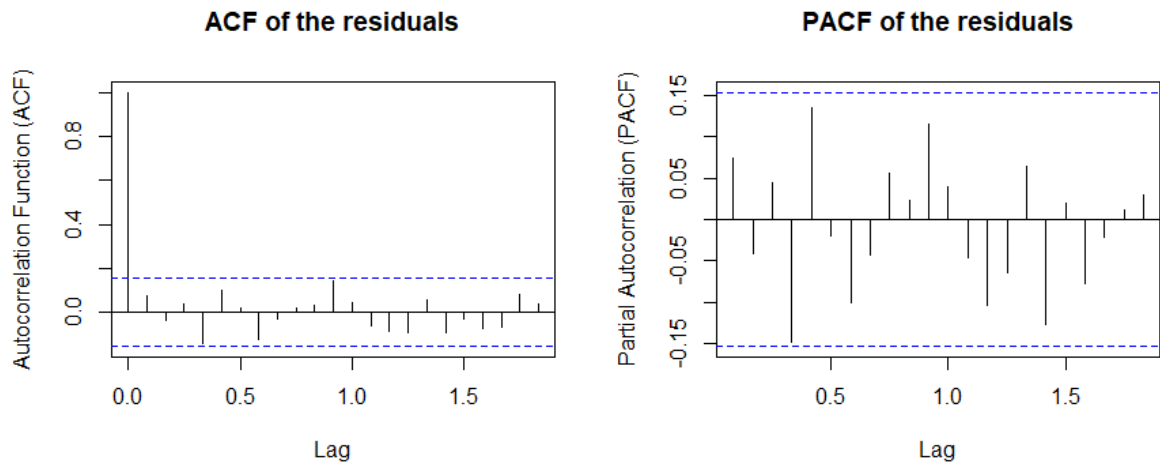 ACF of the residuals
Autocorrelation Function (ACF)
0.8
0.4
0.0
0.0 0.5 1.0 1.5
Lag
PACF of the residuals
Partial Autocorrelation (PACF)
0.15
0.05
-0.05
-0.15
0.5 1.0 1.5
Lag